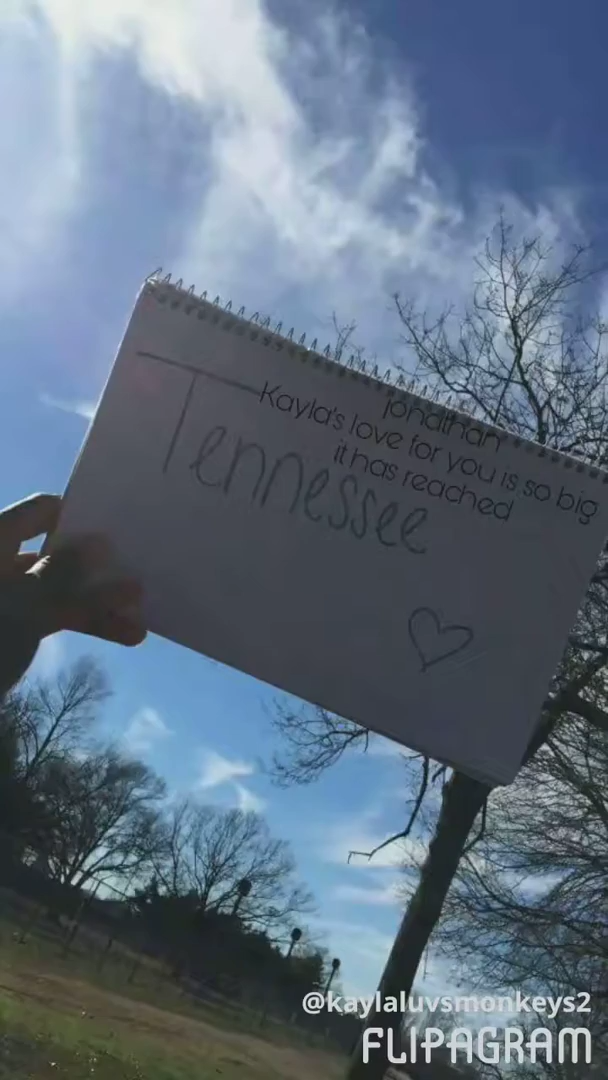 jonathan
Kayla's love for you is so big
it has reached
Tennessee
@kaylaluvsmonkeys2
FLIPAGRAM